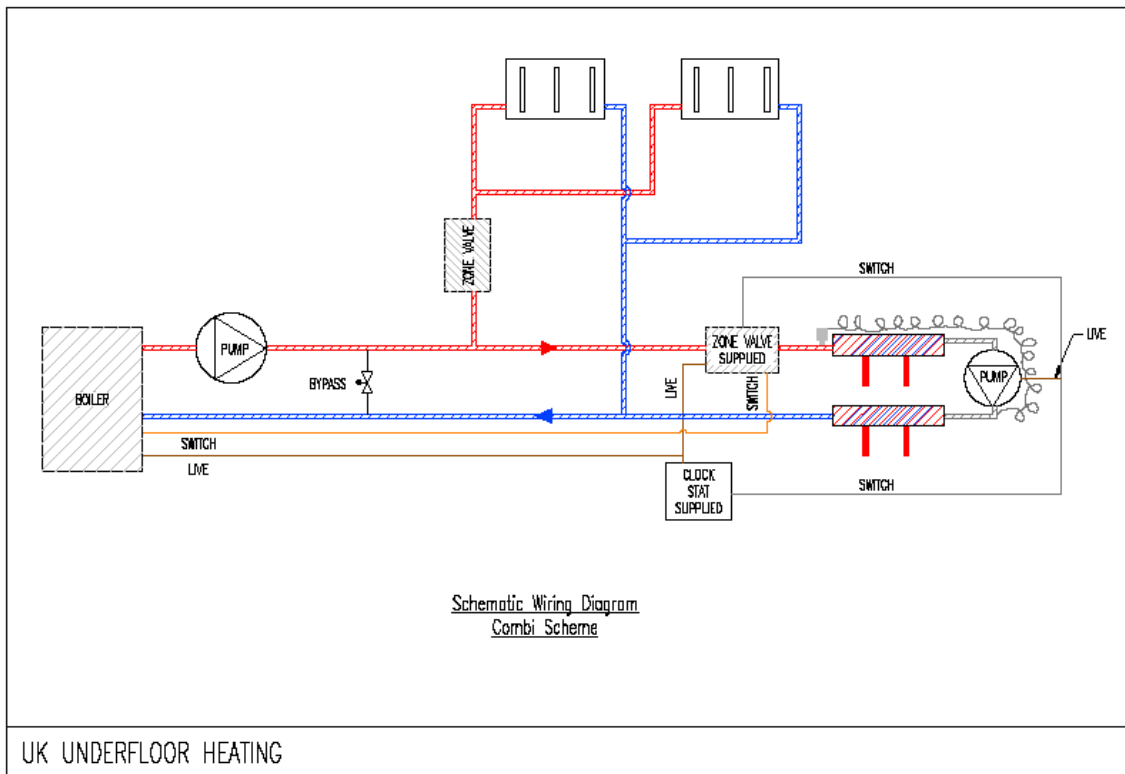 ZONE VALVE
SWITCH
PUMP
ZONE VALVE
SUPPLIED
LIVE
BYPASS
LIVE
SWITCH
PUMP
BOILER
SWITCH
LIVE
CLOCK
STAT
SUPPLIED
SWITCH
Schematic Wiring Diagram
Combi Scheme
UK UNDERFLOOR HEATING